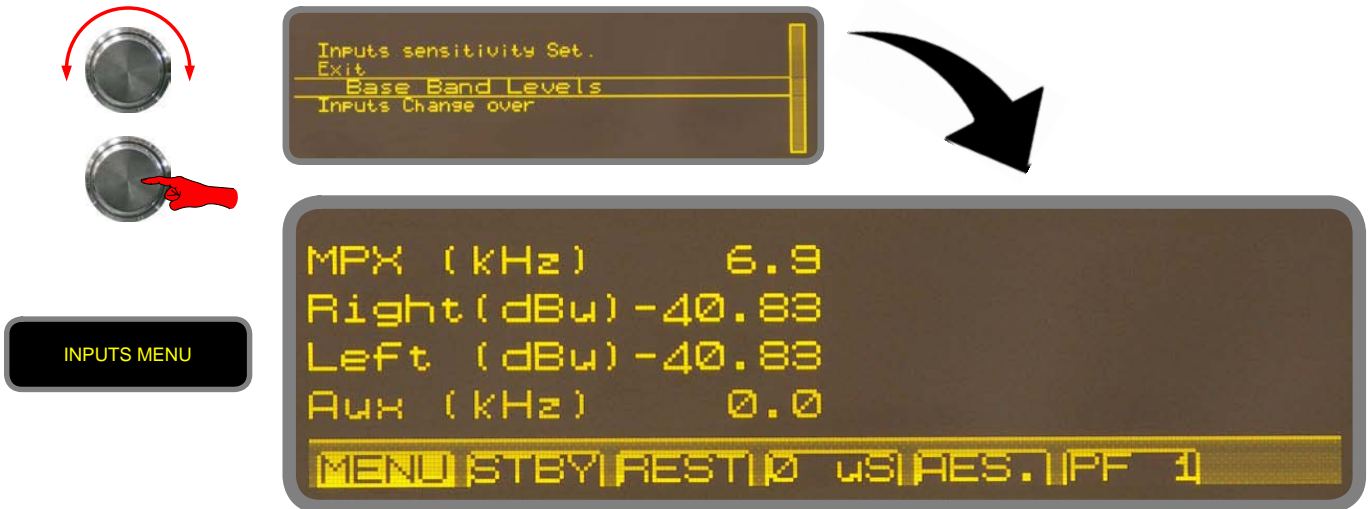 Inputs sensitivity Set.
Exit
Base Band Levels
Inputs Change over
INPUTS MENU
MPX (kHz) 6.9
Right(dBu)-40.83
Left (dBu)-40.83
Aux (kHz) 0.0
MENU STBY REST 0 uS AES. PF 1